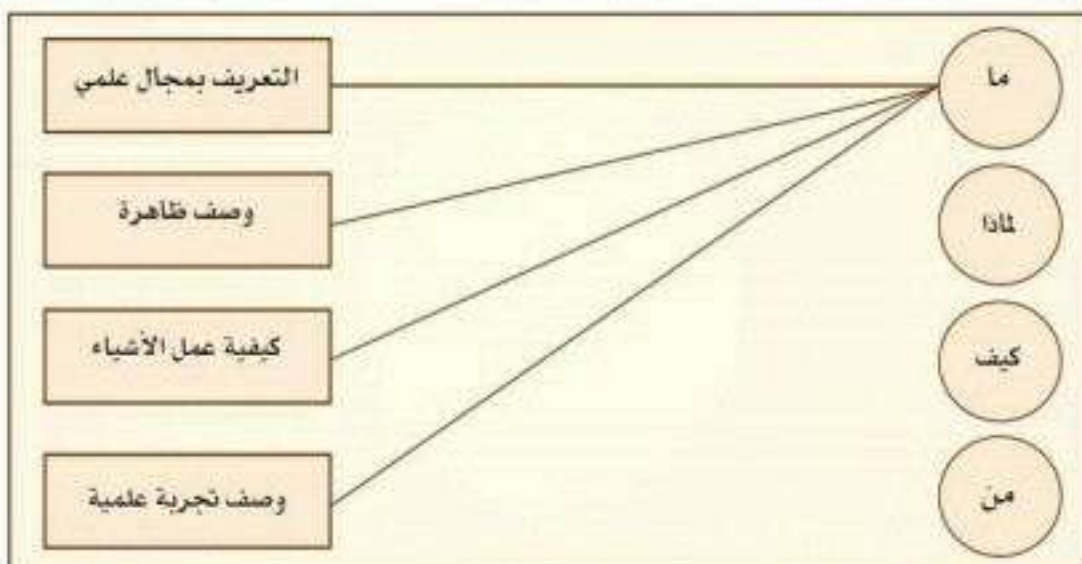 ما
التعريف بمجال علمي
لماذا
وصف ظاهرة
كيف
كيفية عمل الأشياء
من
وصف تجربة علمية